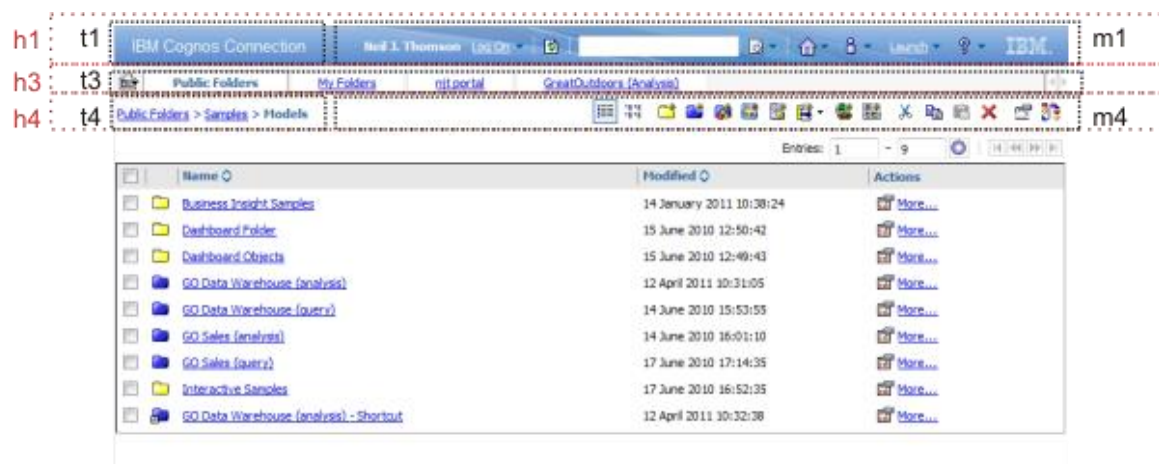 h1 t1 IBM Cognos Connection Neil J. Thomson Log On Launch IBM. m1
h3 t3 Public Folders My Folders njt portal GreatOutdoors (Analysis)
h4 t4 Public Folders > Samples > Models m4
Entries: 1 - 9
Name Modified Actions
Business Insight Samples 14 January 2011 10:38:24 More...
Dashboard Folder 15 June 2010 12:50:42 More...
Dashboard Objects 15 June 2010 12:49:43 More...
GO Data Warehouse (analysis) 12 April 2011 10:31:05 More...
GO Data Warehouse (query) 14 June 2010 15:53:55 More...
GO Sales (analysis) 14 June 2010 16:01:10 More...
GO Sales (query) 17 June 2010 17:14:35 More...
Interactive Samples 17 June 2010 16:52:35 More...
GO Data Warehouse (analysis) - Shortcut 12 April 2011 10:32:38 More...